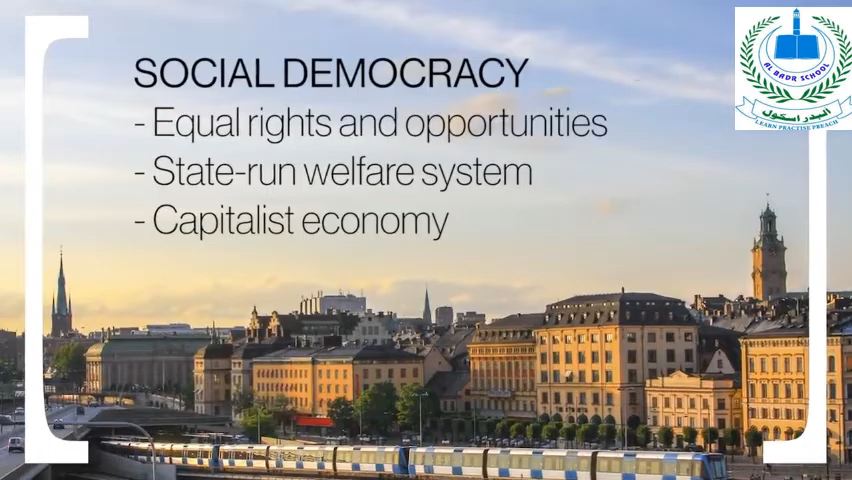 SOCIAL DEMOCRACY
- Equal rights and opportunities
- State-run welfare system
- Capitalist economy
AL BADR SCHOOL
البدر اسکول
LEARN PRACTISE PREACH